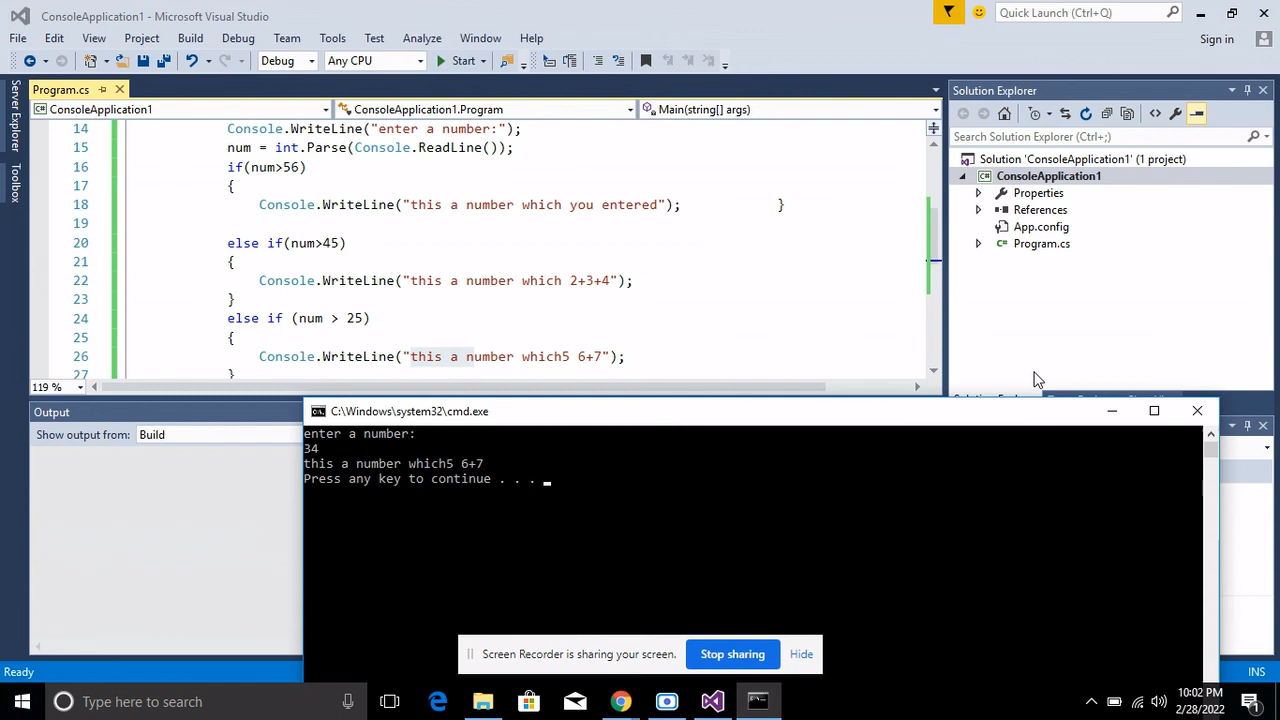 ConsoleApplication1 - Microsoft Visual Studio
Quick Launch (Ctrl+Q)
File Edit View Project Build Debug Team Tools Test Analyze Window Help
Sign in
Debug Any CPU Start
Server Explorer
Toolbox
Program.cs
ConsoleApplication1 ConsoleApplication1.Program Main(string[] args)
14 Console.WriteLine("enter a number:");
15 num = int.Parse(Console.ReadLine());
16 if(num>56)
17 {
18 Console.WriteLine("this a number which you entered"); }
19
20 else if(num>45)
21 {
22 Console.WriteLine("this a number which 2+3+4");
23 }
24 else if (num > 25)
25 {
26 Console.WriteLine("this a number which5 6+7");
27 }
119 %
Solution Explorer
Search Solution Explorer (Ctrl+;)
Solution 'ConsoleApplication1' (1 project)
ConsoleApplication1
Properties
References
App.config
Program.cs
Output
Show output from: Build
C:\Windows\system32\cmd.exe
enter a number:
34
this a number which5 6+7
Press any key to continue . . .
Screen Recorder is sharing your screen. Stop sharing Hide
Ready INS
Type here to search
10:02 PM
2/28/2022